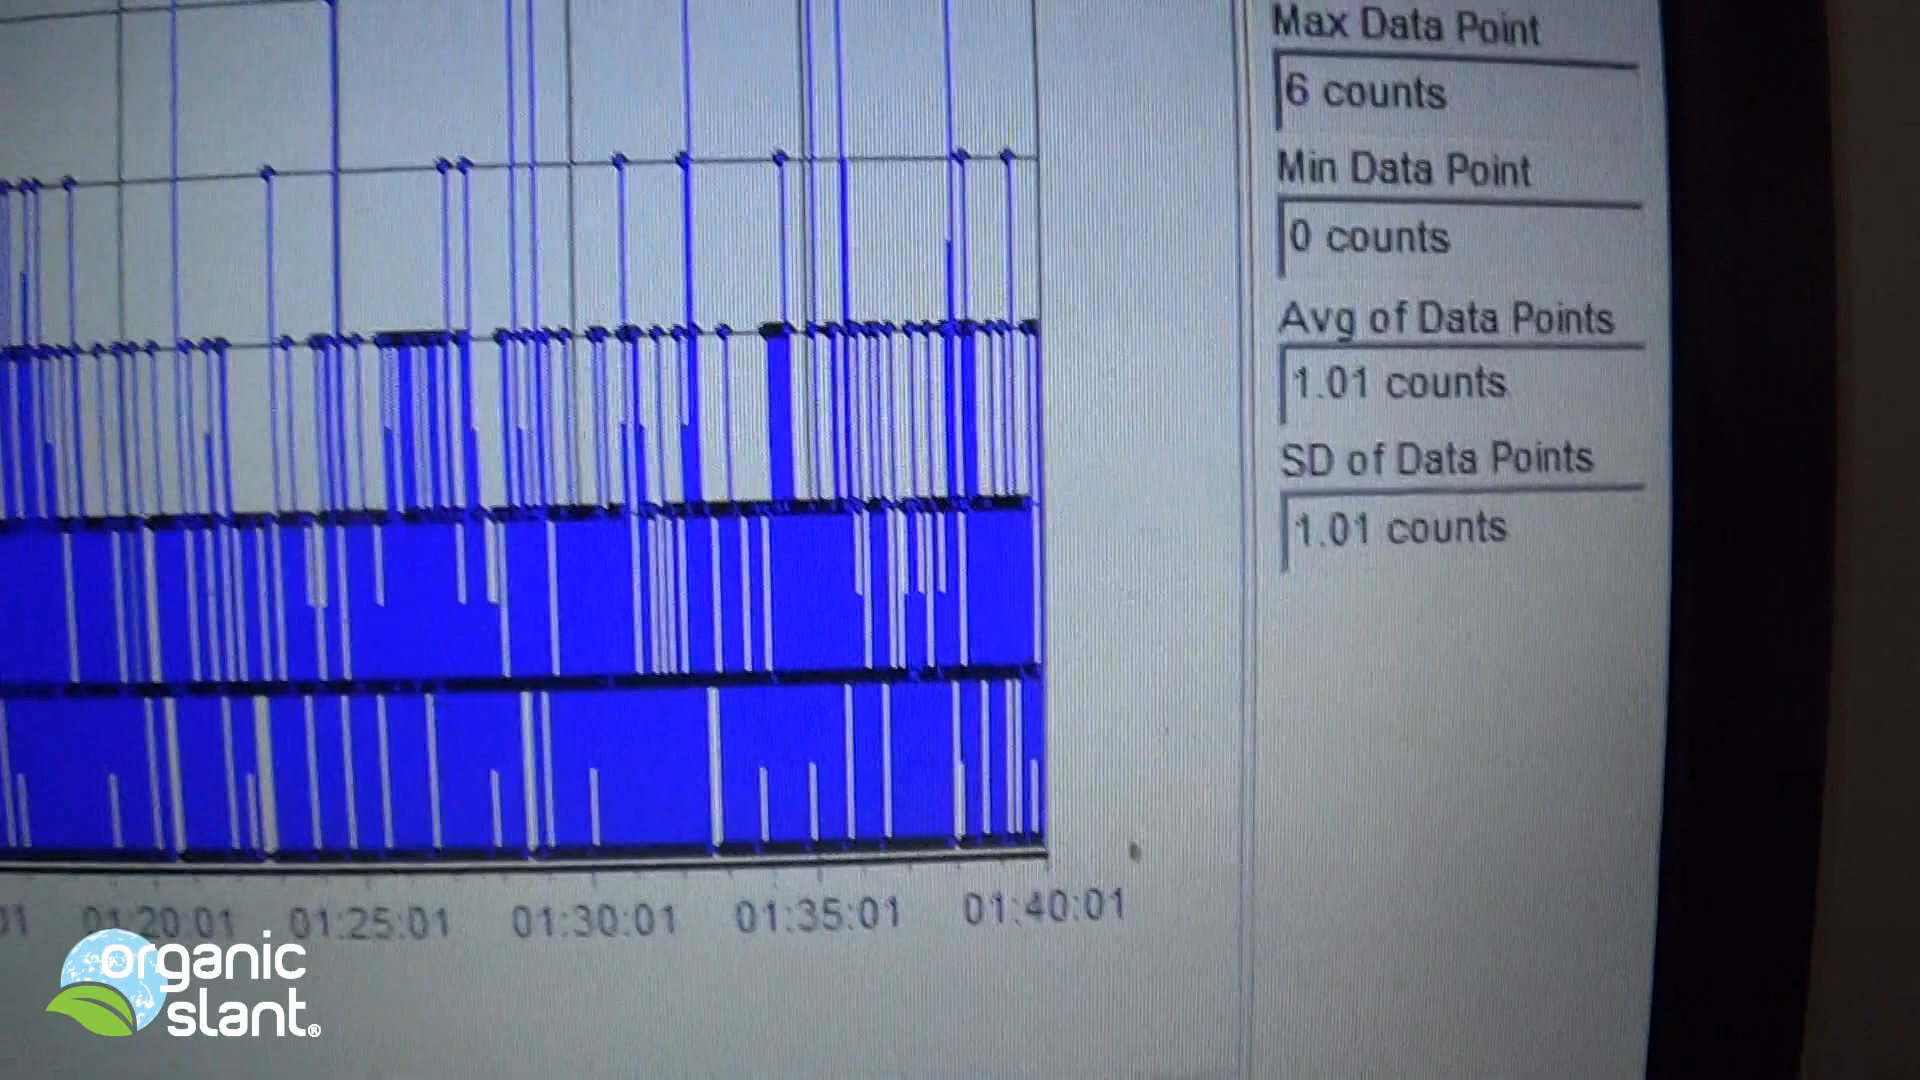 Max Data Point
6 counts
Min Data Point
0 counts
Avg of Data Points
1.01 counts
SD of Data Points
1.01 counts
01 01:20:01 01:25:01 01:30:01 01:35:01 01:40:01
organic
slant®